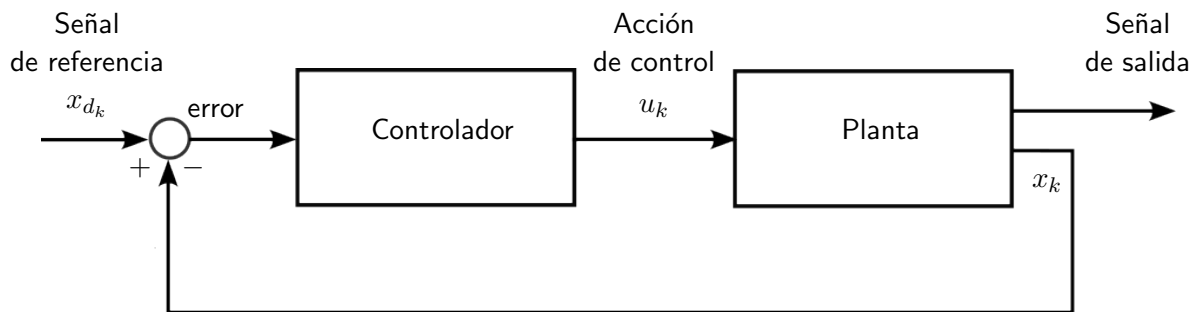 Señal
de referencia
Acción
de control
Señal
de salida
x_{d_k}
error
Controlador
u_k
Planta
+
−
x_k